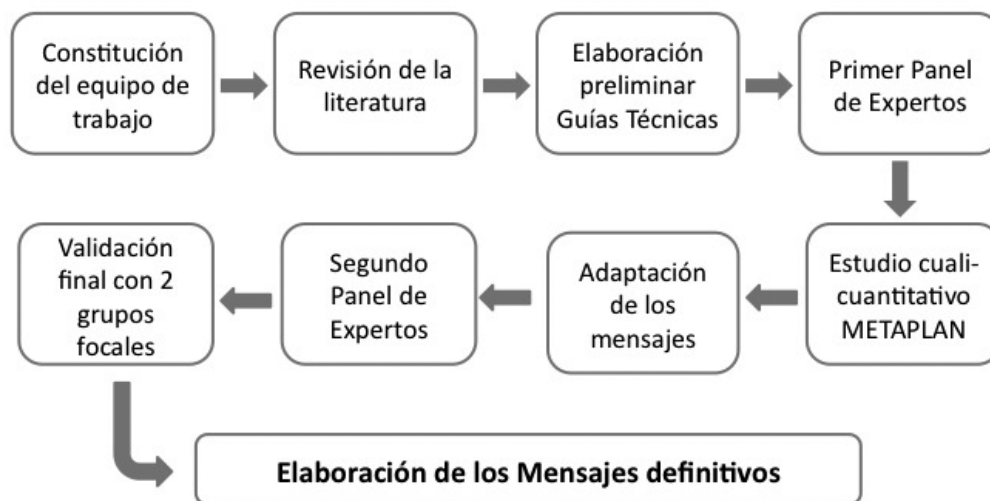 Constitución
del equipo de
trabajo
Revisión de la
literatura
Elaboración
preliminar
Guías Técnicas
Primer Panel
de Expertos
Estudio cuali-
cuantitativo
METAPLAN
Adaptación
de los
mensajes
Segundo
Panel de
Expertos
Validación
final con 2
grupos
focales
Elaboración de los Mensajes definitivos